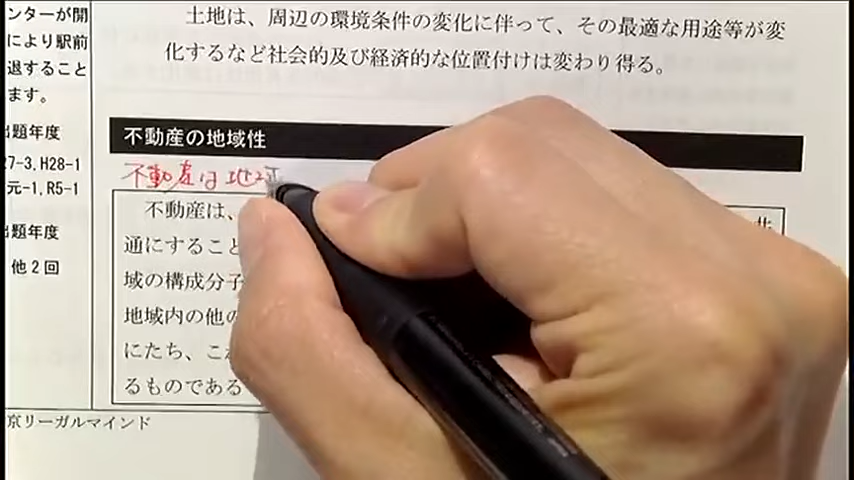 ンターが開
により駅前
退すること
ます。
出題年度
27-3,H28-1
元-1,R5-1
出題年度
他2回
土地は、周辺の環境条件の変化に伴って、その最適な用途等が変
化するなど社会的及び経済的な位置付けは変わり得る。
不動産の地域性
不動産は地
不動産は、
通にすること
域の構成分子
地域内の他の
にたち、こ
るものである
京リーガルマインド